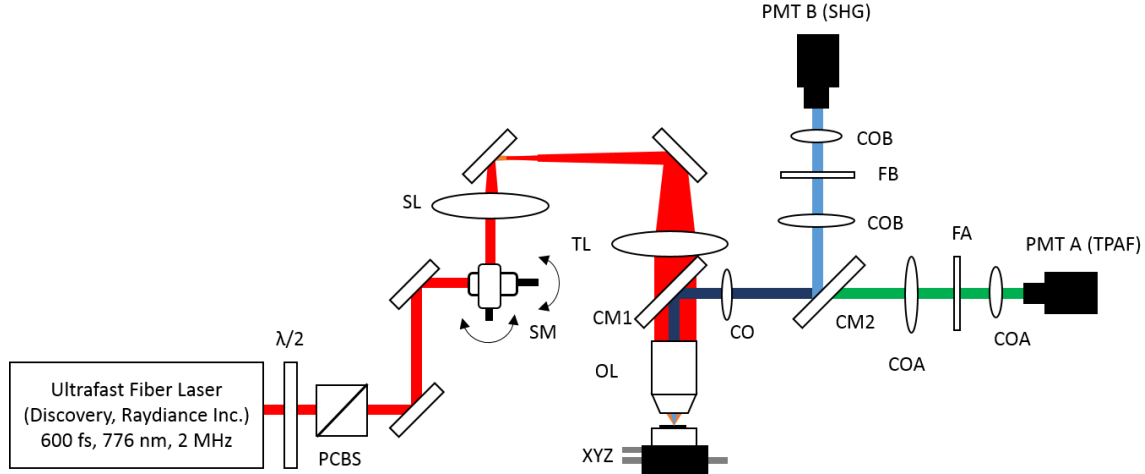 PMT B (SHG)
COB
FB
COB
SL
TL
FA
PMT A (TPAF)
CM1
CO
CM2
COA
COA
SM
λ/2
OL
Ultrafast Fiber Laser
(Discovery, Raydiance Inc.)
600 fs, 776 nm, 2 MHz
PCBS
XYZ